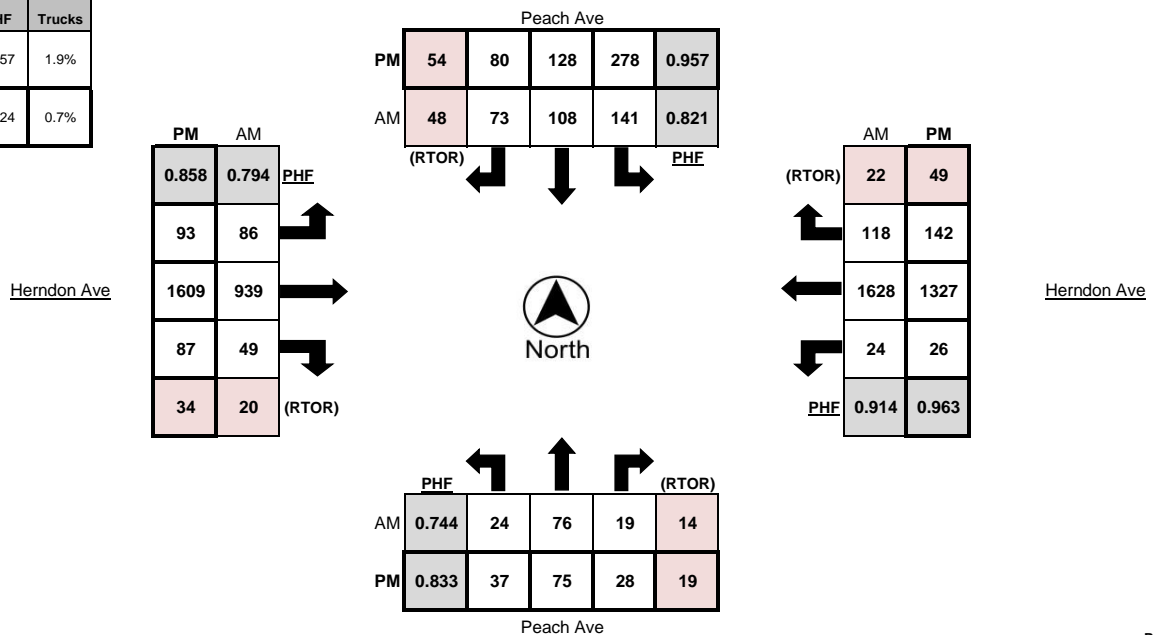 Trucks
1.9%
0.7%
Peach Ave
PM 54 80 128 278 0.957
AM 48 73 108 141 0.821
(RTOR) PHF
PM AM
0.858 0.794 PHF
93 86
1609 939
87 49
34 20 (RTOR)
Herndon Ave
North
AM PM
(RTOR) 22 49
118 142
1628 1327
24 26
PHF 0.914 0.963
Herndon Ave
PHF (RTOR)
AM 0.744 24 76 19 14
PM 0.833 37 75 28 19
Peach Ave